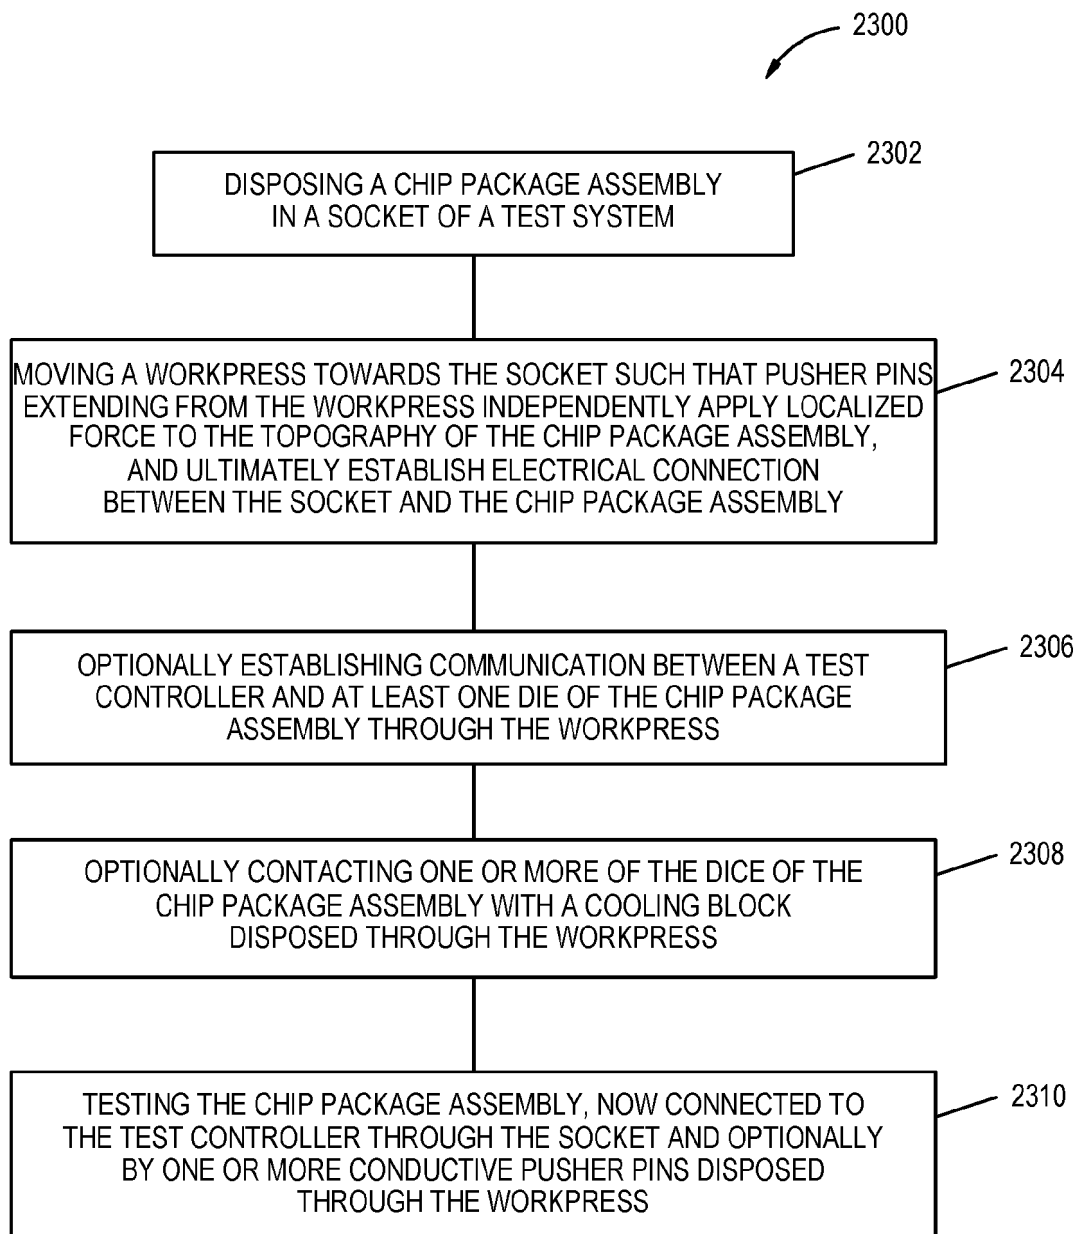 2300
2302
DISPOSING A CHIP PACKAGE ASSEMBLY
IN A SOCKET OF A TEST SYSTEM
2304
MOVING A WORKPRESS TOWARDS THE SOCKET SUCH THAT PUSHER PINS
EXTENDING FROM THE WORKPRESS INDEPENDENTLY APPLY LOCALIZED
FORCE TO THE TOPOGRAPHY OF THE CHIP PACKAGE ASSEMBLY,
AND ULTIMATELY ESTABLISH ELECTRICAL CONNECTION
BETWEEN THE SOCKET AND THE CHIP PACKAGE ASSEMBLY
2306
OPTIONALLY ESTABLISHING COMMUNICATION BETWEEN A TEST
CONTROLLER AND AT LEAST ONE DIE OF THE CHIP PACKAGE
ASSEMBLY THROUGH THE WORKPRESS
2308
OPTIONALLY CONTACTING ONE OR MORE OF THE DICE OF THE
CHIP PACKAGE ASSEMBLY WITH A COOLING BLOCK
DISPOSED THROUGH THE WORKPRESS
2310
TESTING THE CHIP PACKAGE ASSEMBLY, NOW CONNECTED TO
THE TEST CONTROLLER THROUGH THE SOCKET AND OPTIONALLY
BY ONE OR MORE CONDUCTIVE PUSHER PINS DISPOSED
THROUGH THE WORKPRESS